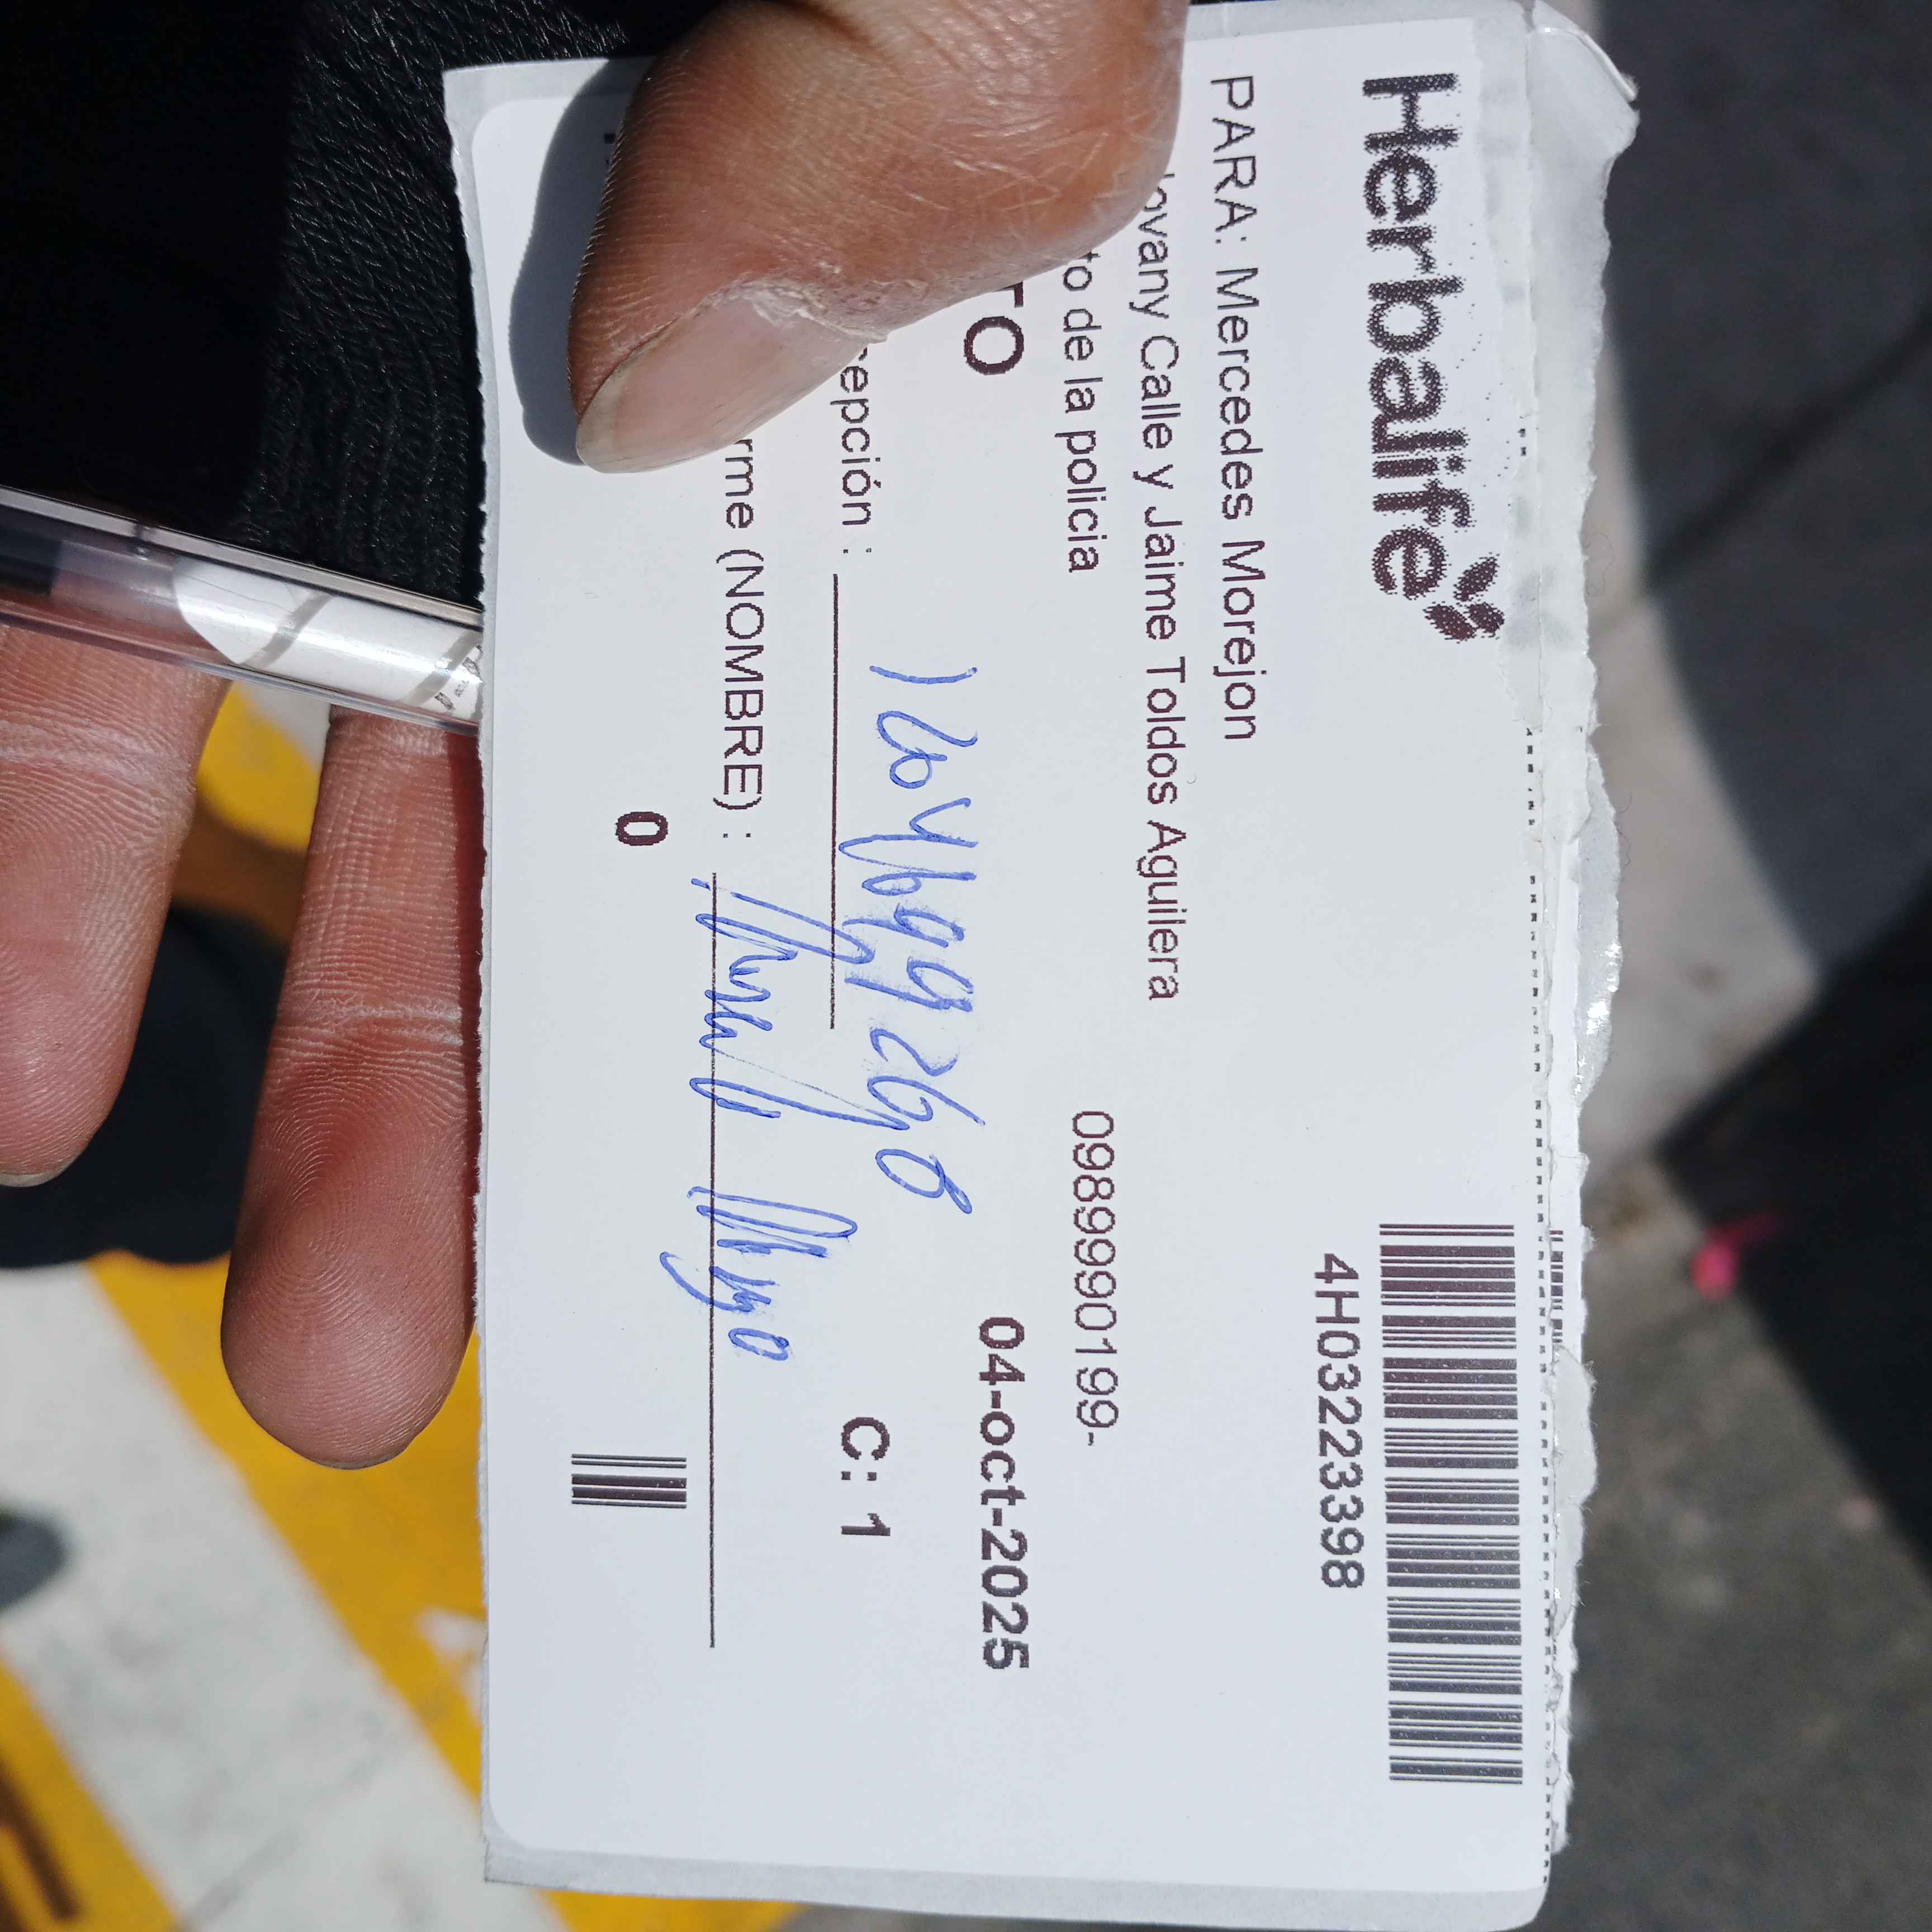 Herbalife
4H03223398
PARA: Mercedes Morejon
ovany Calle y Jaime Toldos Aguilera
to de la policia
0989990199-
TO
04-oct-2025
epción :
C: 1
rme (NOMBRE) :
0